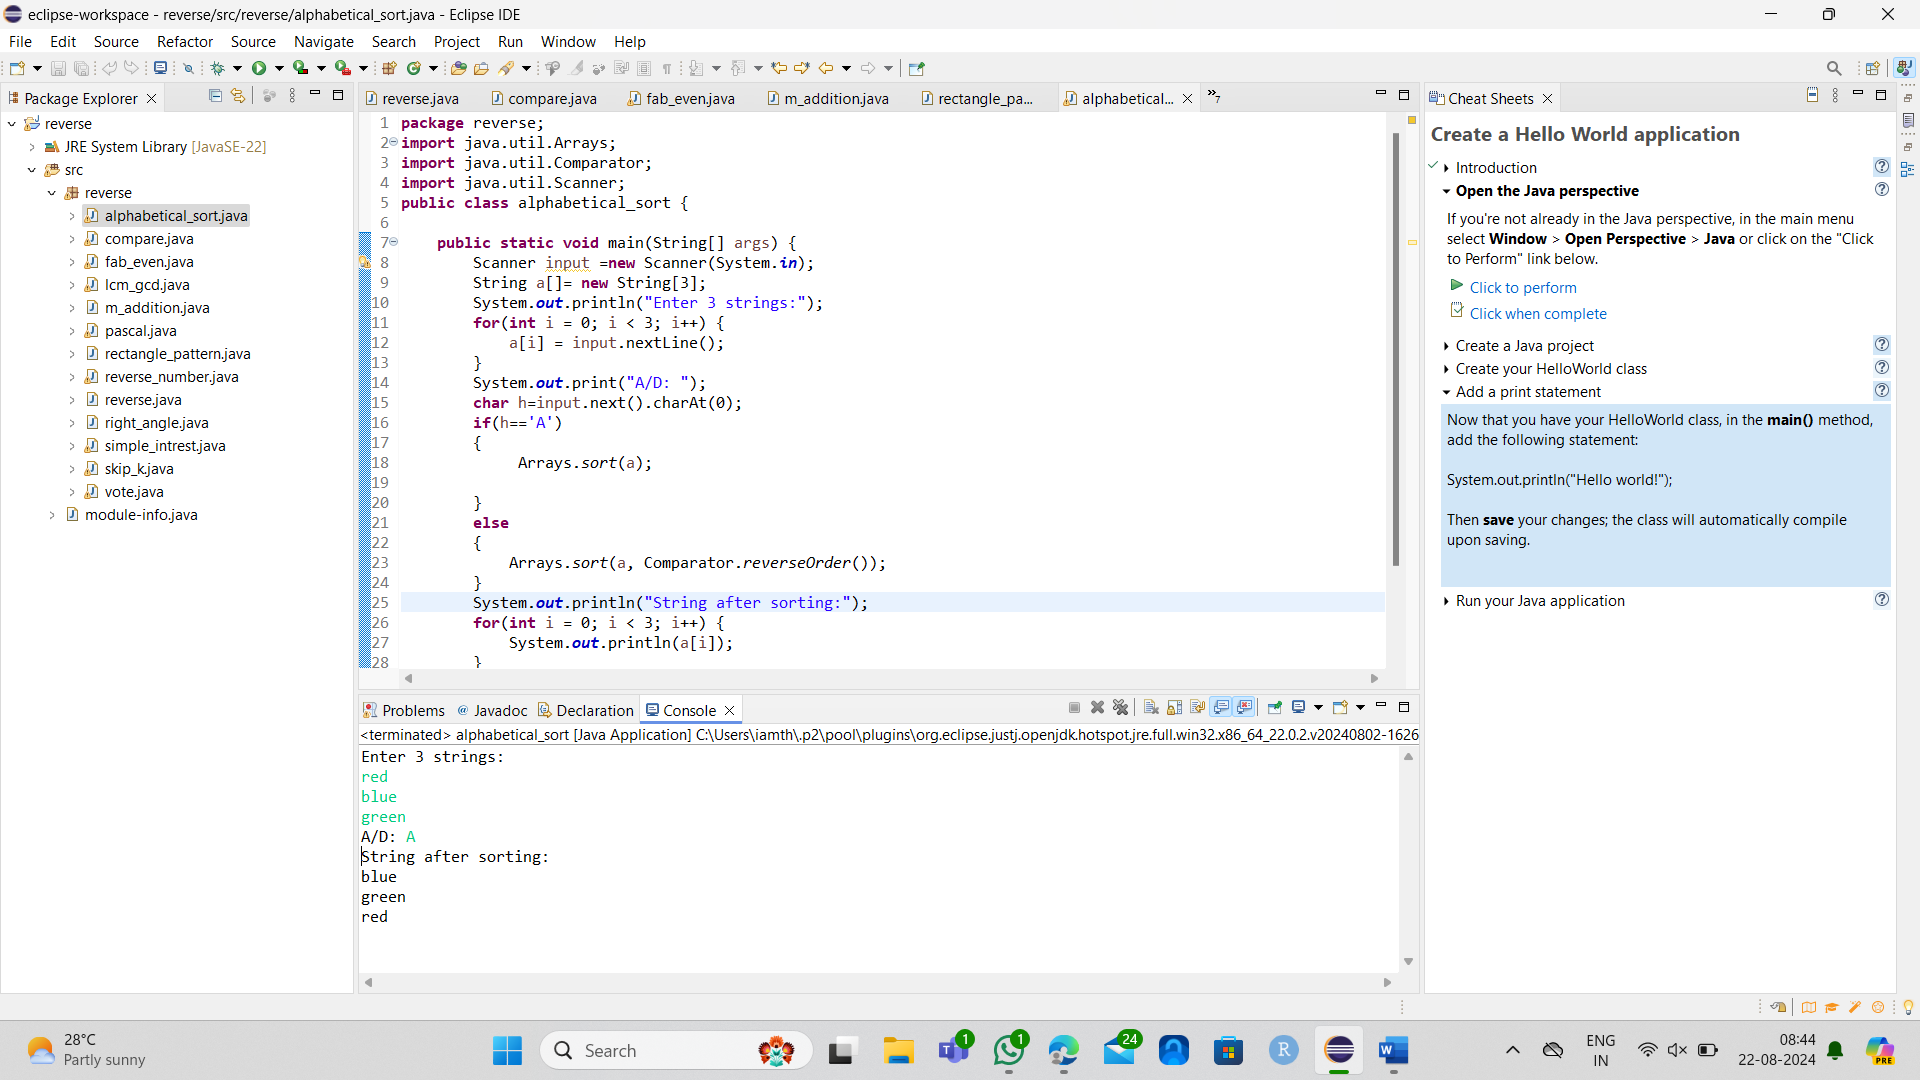 eclipse-workspace - reverse/src/reverse/alphabetical_sort.java - Eclipse IDE
File Edit Source Refactor Source Navigate Search Project Run Window Help
Package Explorer
reverse
JRE System Library [JavaSE-22]
src
reverse
alphabetical_sort.java
compare.java
fab_even.java
lcm_gcd.java
m_addition.java
pascal.java
rectangle_pattern.java
reverse_number.java
reverse.java
right_angle.java
simple_intrest.java
skip_k.java
vote.java
module-info.java
reverse.java compare.java fab_even.java m_addition.java rectangle_pa... alphabetical... »7
1 package reverse;
2 import java.util.Arrays;
3 import java.util.Comparator;
4 import java.util.Scanner;
5 public class alphabetical_sort {
6
7 public static void main(String[] args) {
8 Scanner input =new Scanner(System.in);
9 String a[]= new String[3];
10 System.out.println("Enter 3 strings:");
11 for(int i = 0; i < 3; i++) {
12 a[i] = input.nextLine();
13 }
14 System.out.print("A/D: ");
15 char h=input.next().charAt(0);
16 if(h=='A')
17 {
18 Arrays.sort(a);
19
20 }
21 else
22 {
23 Arrays.sort(a, Comparator.reverseOrder());
24 }
25 System.out.println("String after sorting:");
26 for(int i = 0; i < 3; i++) {
27 System.out.println(a[i]);
28 }
Problems Javadoc Declaration Console
<terminated> alphabetical_sort [Java Application] C:\Users\iamth\.p2\pool\plugins\org.eclipse.justj.openjdk.hotspot.jre.full.win32.x86_64_22.0.2.v20240802-1626
Enter 3 strings:
red
blue
green
A/D: A
String after sorting:
blue
green
red
Cheat Sheets
Create a Hello World application
Introduction
Open the Java perspective
If you're not already in the Java perspective, in the main menu
select Window > Open Perspective > Java or click on the "Click
to Perform" link below.
Click to perform
Click when complete
Create a Java project
Create your HelloWorld class
Add a print statement
Now that you have your HelloWorld class, in the main() method,
add the following statement:
System.out.println("Hello world!");
Then save your changes; the class will automatically compile
upon saving.
Run your Java application
28°C
Partly sunny
Search
1
1
24
R
W
PRE
ENG
IN
08:44
22-08-2024